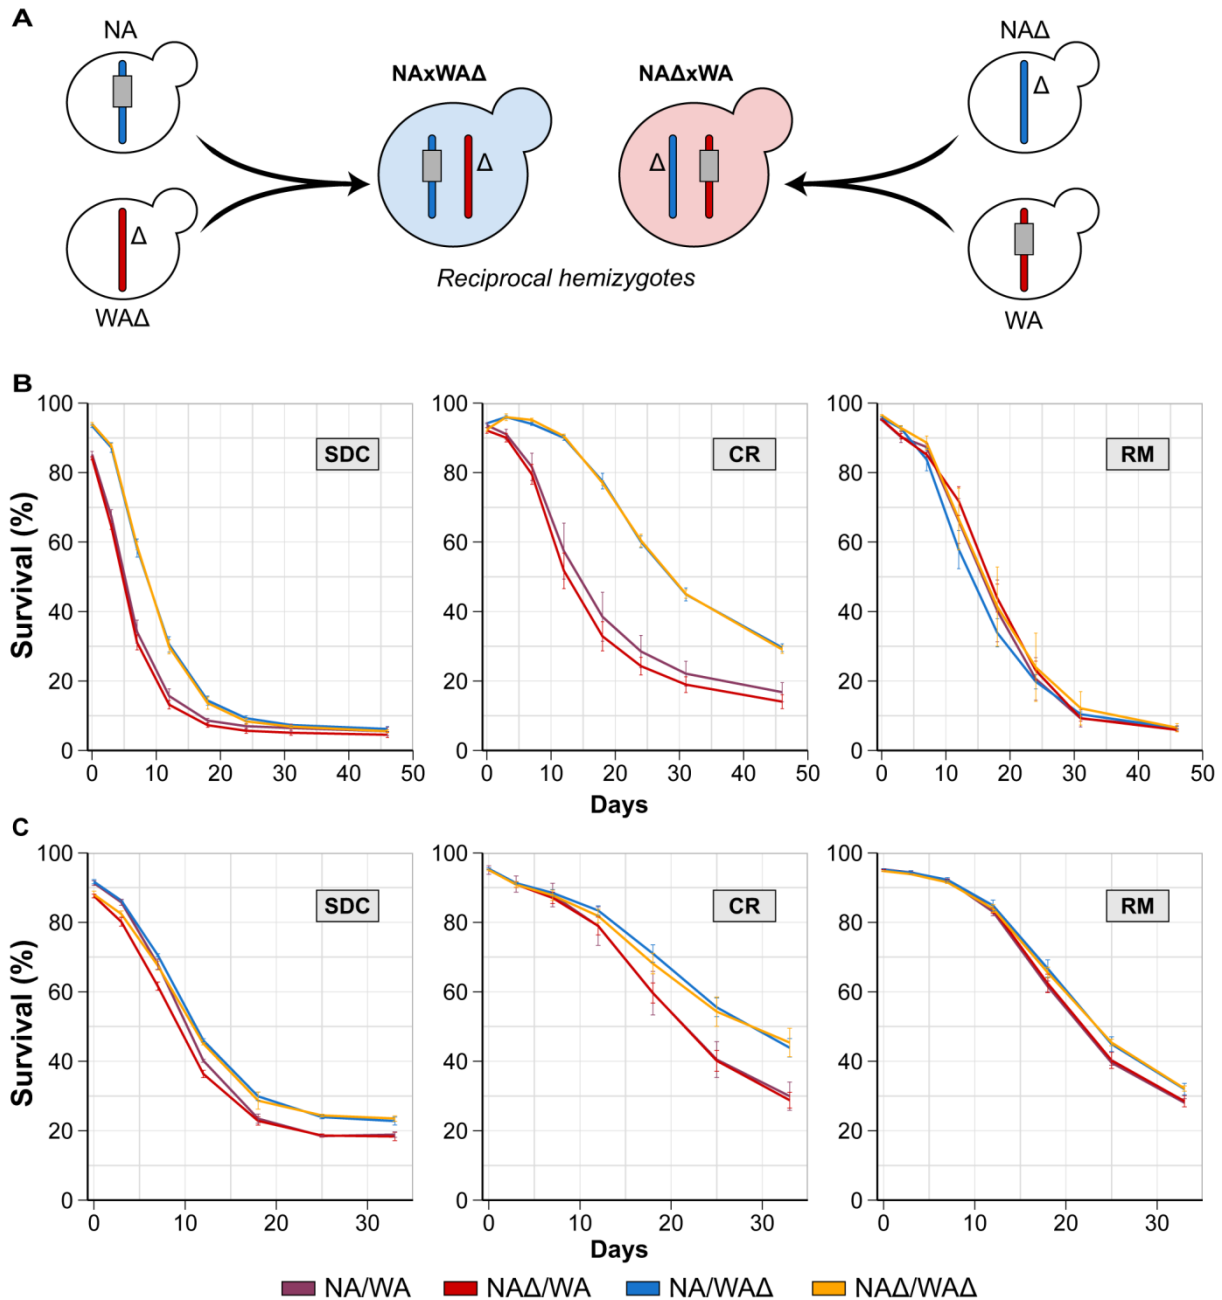 A
NA
NAΔ
NAxWAΔ
NAΔxWA
Δ
Δ
Δ
Δ
WAΔ
WA
Reciprocal hemizygotes
B
100
80
60
40
20
0
Survival (%)
SDC
0 10 20 30 40 50
100
80
60
40
20
0
CR
0 10 20 30 40 50
100
80
60
40
20
0
RM
0 10 20 30 40 50
Days
C
100
80
60
40
20
0
Survival (%)
SDC
0 10 20 30
100
80
60
40
20
0
CR
0 10 20 30
100
80
60
40
20
0
RM
0 10 20 30
Days
NA/WA NAΔ/WA NA/WAΔ NAΔ/WAΔ